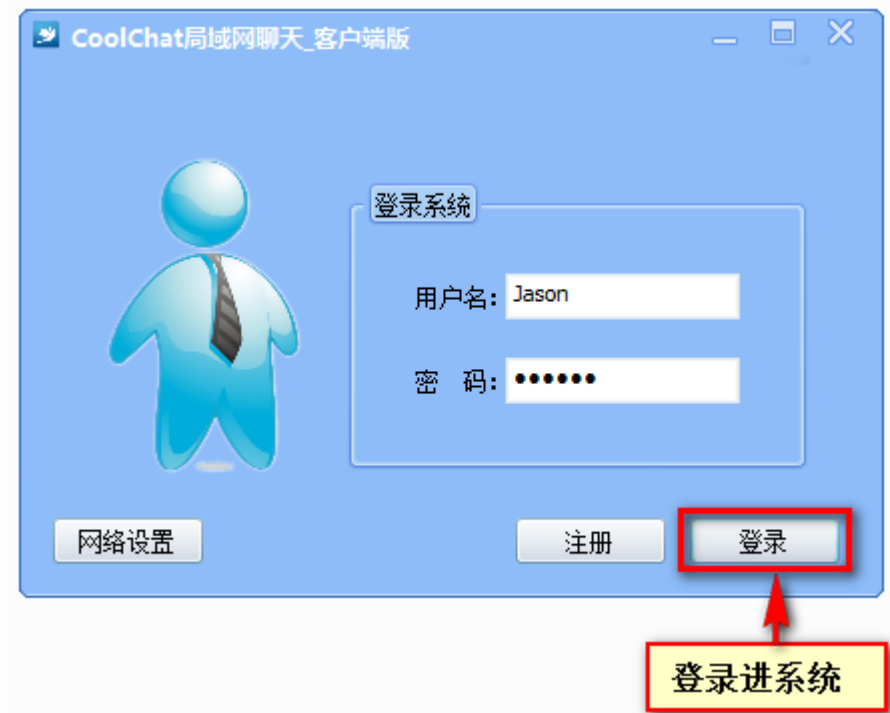 CoolChat局域网聊天_客户端版
登录系统
用户名: Jason
密 码: ••••••
网络设置
注册
登录
登录进系统